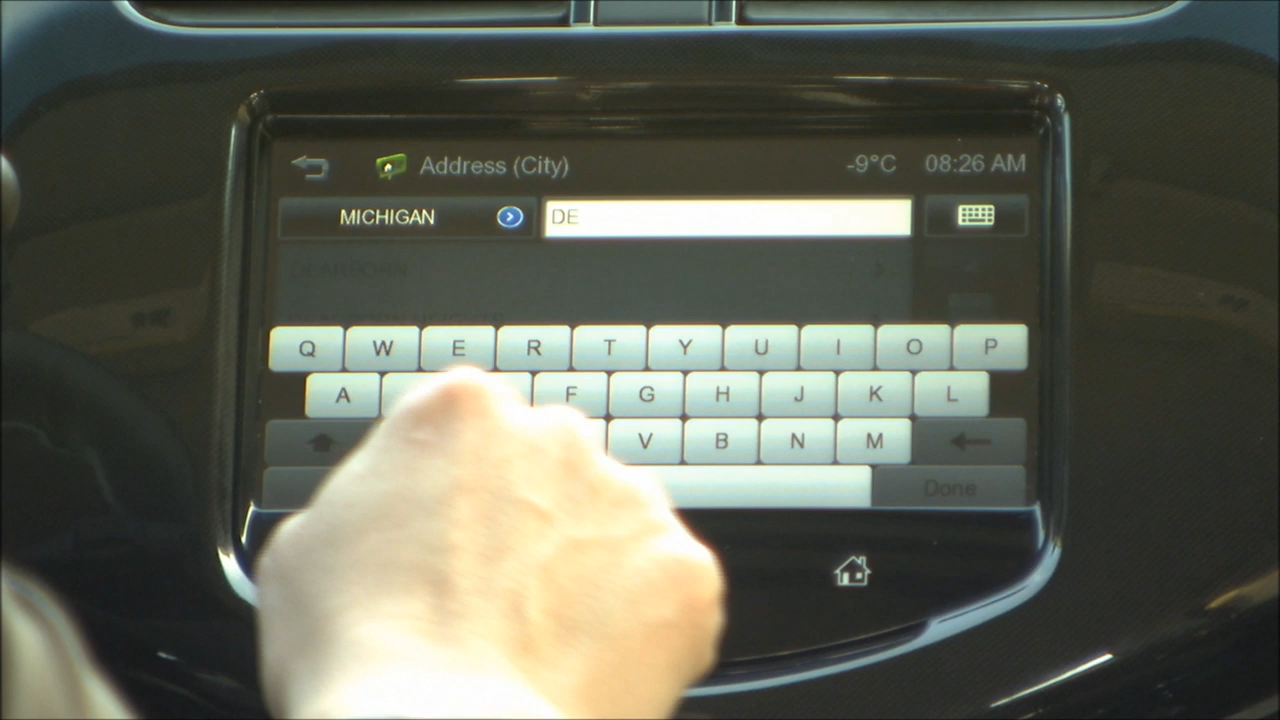 Address (City) -9°C 08:26 AM
MICHIGAN DE
DEARBORN
Q W E R T Y U I O P
A F G H J K L
V B N M
Done